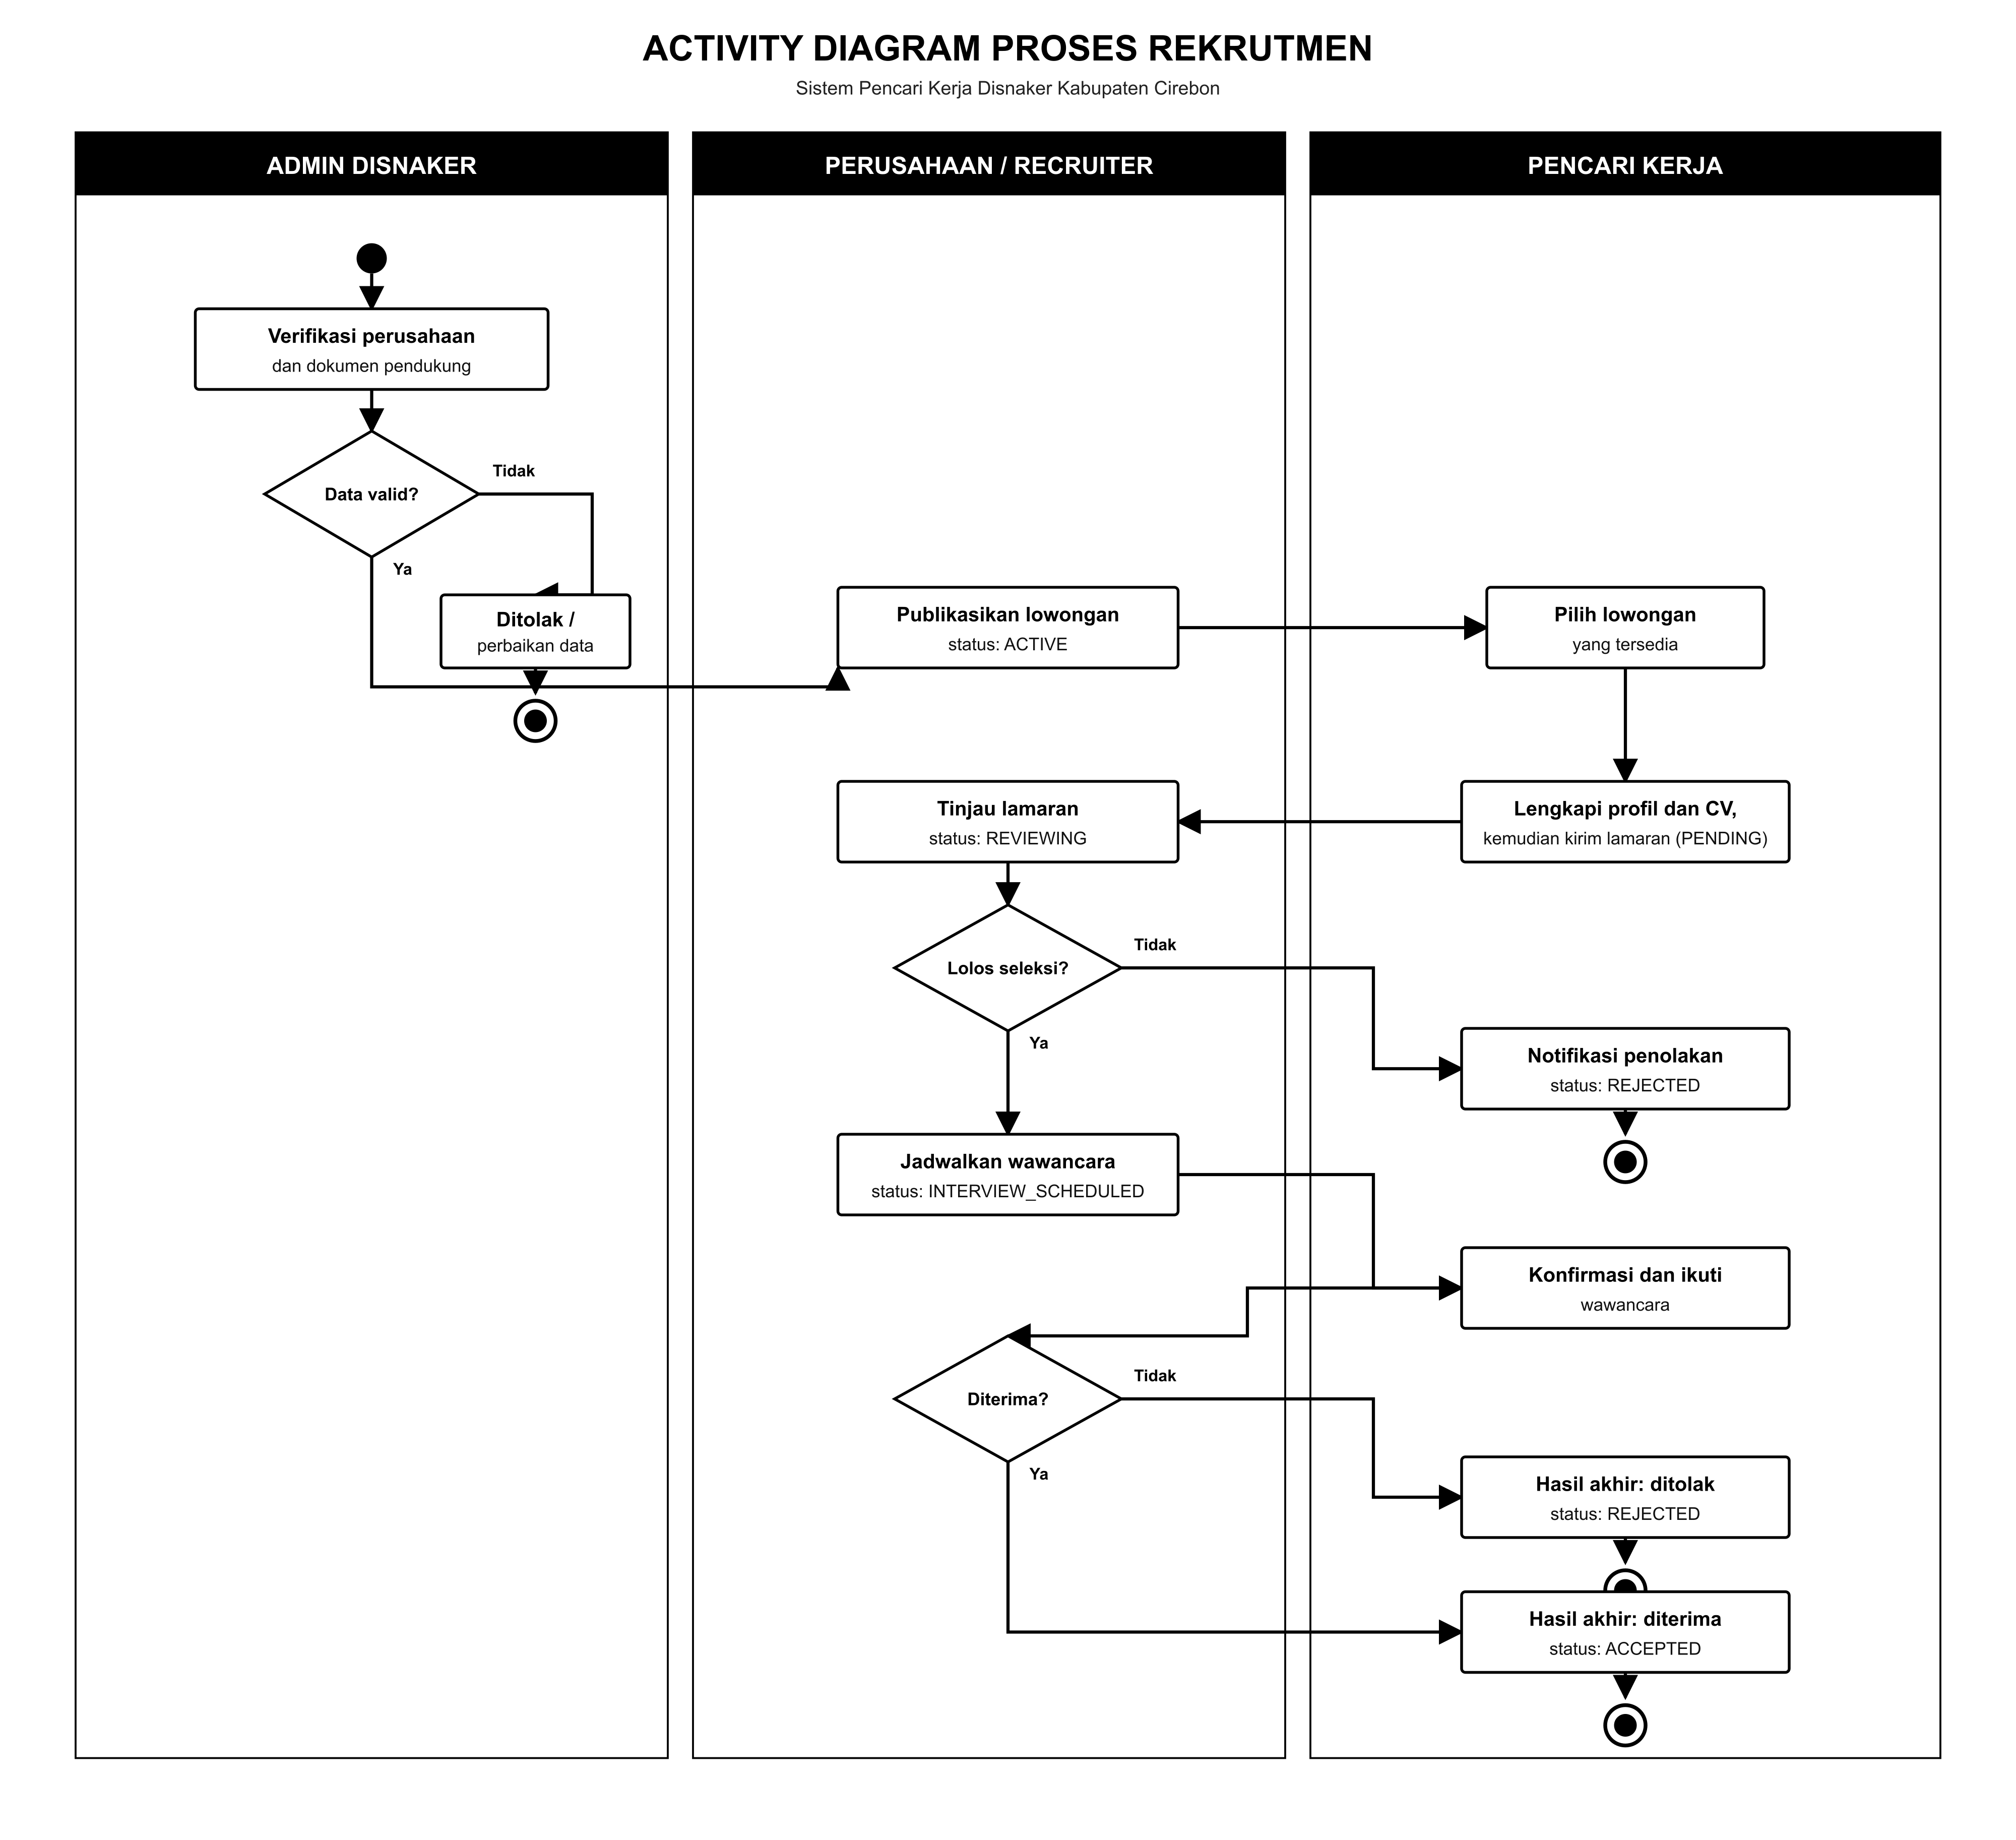 ACTIVITY DIAGRAM PROSES REKRUTMEN
Sistem Pencari Kerja Disnaker Kabupaten Cirebon
ADMIN DISNAKER
PERUSAHAAN / RECRUITER
PENCARI KERJA
Verifikasi perusahaan
dan dokumen pendukung
Data valid?
Tidak
Ya
Ditolak /
perbaikan data
Publikasikan lowongan
status: ACTIVE
Pilih lowongan
yang tersedia
Tinjau lamaran
status: REVIEWING
Lengkapi profil dan CV,
kemudian kirim lamaran (PENDING)
Lolos seleksi?
Tidak
Ya
Notifikasi penolakan
status: REJECTED
Jadwalkan wawancara
status: INTERVIEW_SCHEDULED
Konfirmasi dan ikuti
wawancara
Diterima?
Tidak
Ya
Hasil akhir: ditolak
status: REJECTED
Hasil akhir: diterima
status: ACCEPTED